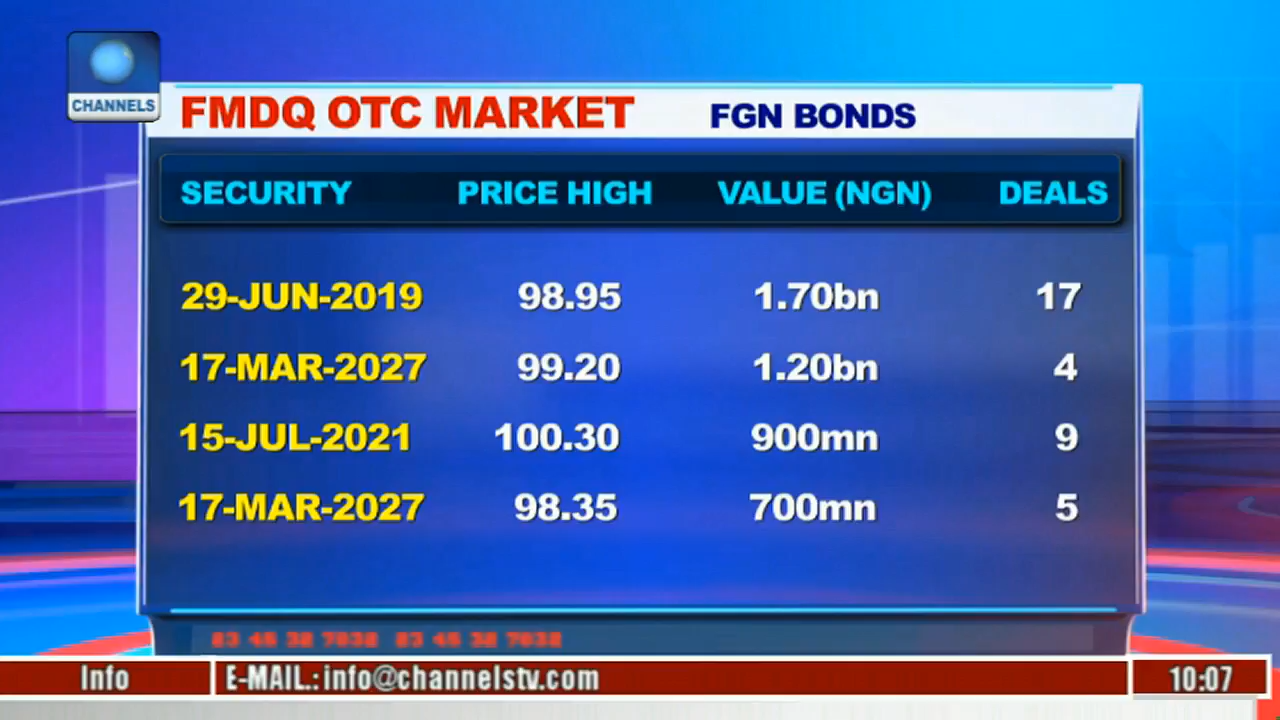 CHANNELS
FMDQ OTC MARKET FGN BONDS
SECURITY PRICE HIGH VALUE (NGN) DEALS
29-JUN-2019 98.95 1.70bn 17
17-MAR-2027 99.20 1.20bn 4
15-JUL-2021 100.30 900mn 9
17-MAR-2027 98.35 700mn 5
Info E-MAIL.: info@channelstv.com 10:07